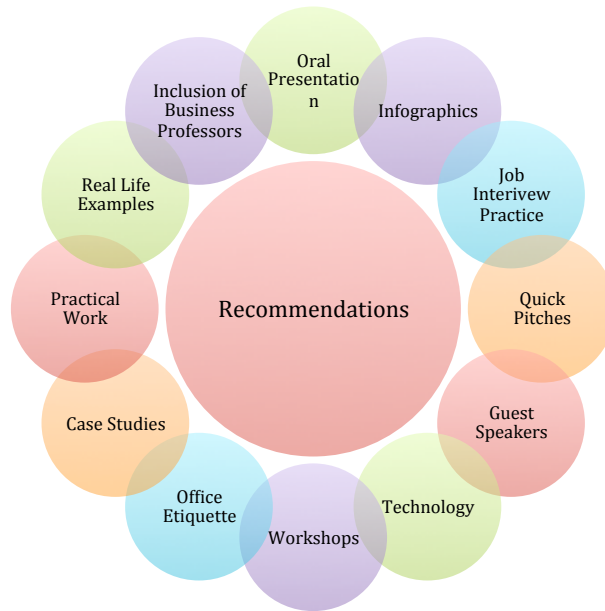 Oral
Presentatio
n
Infographics
Job
Interivew
Practice
Quick
Pitches
Guest
Speakers
Technology
Workshops
Office
Etiquette
Case Studies
Practical
Work
Real Life
Examples
Inclusion of
Business
Professors
Recommendations